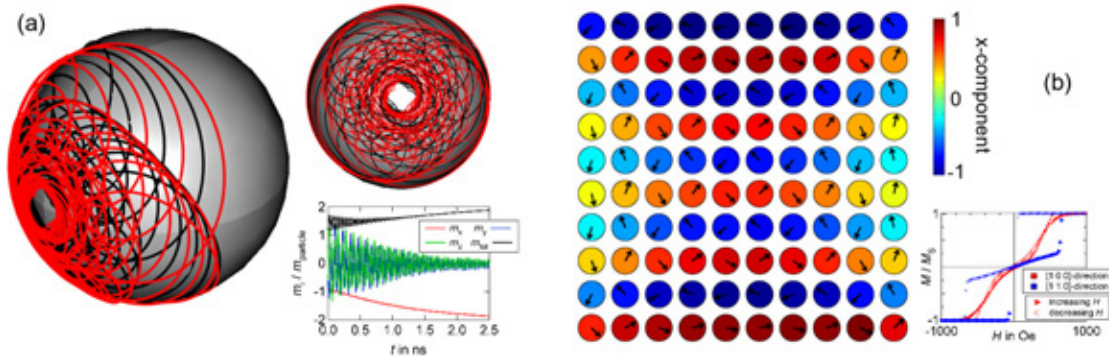 (a)
2
1
0
-1
-2
0.0 0.5 1.0 1.5 2.0 2.5
m_i / m_particle
m_x m_y
m_z m_tot
t in ns
1
0
-1
x-component
(b)
1
-1
M / M_S
[1 0 0]-direction
[1 1 0]-direction
increasing H
decreasing H
-1000 0 1000
H in Oe